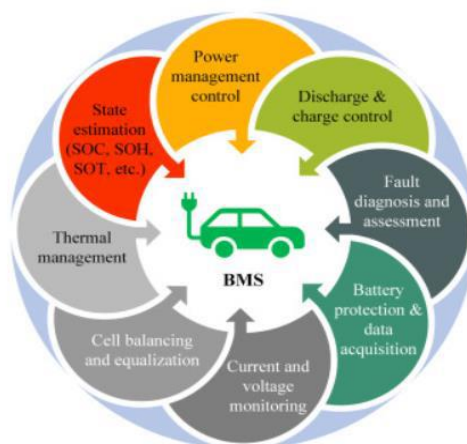 Power
management
control
Discharge &
charge control
Fault
diagnosis and
assessment
Battery
protection &
data
acquisition
Current and
voltage
monitoring
Cell balancing
and equalization
Thermal
management
State
estimation
(SOC, SOH,
SOT, etc.)
BMS